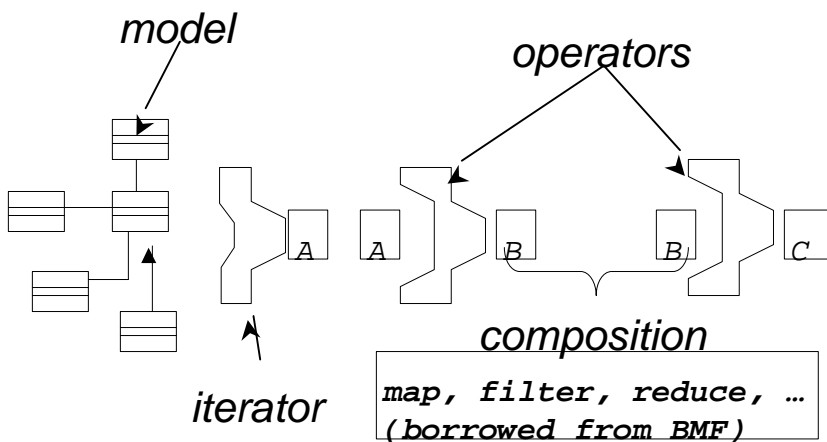 model
operators
A
A
B
B
C
composition
iterator
map, filter, reduce, …
(borrowed from BMF)